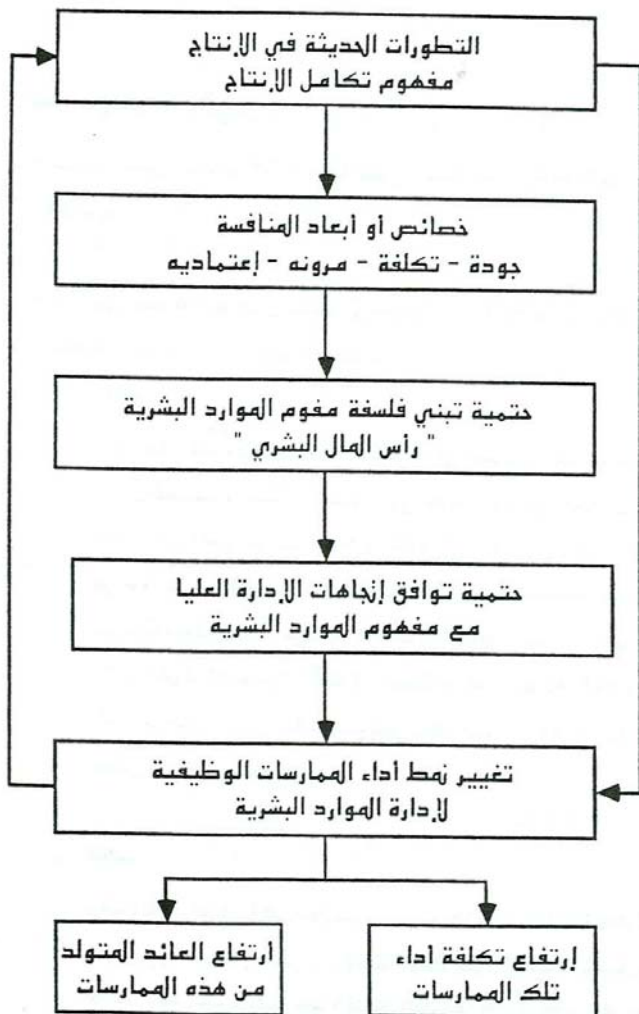 التطورات الحديثة في الإنتاج
مفهوم تكامل الإنتاج
خصائص أو أبعاد المنافسة
جودة - تكلفة - مرونه - إعتماديه
حتمية تبني فلسفة مفوم الموارد البشرية
" رأس المال البشري "
حتمية توافق إتجاهات الإدارة العليا
مع مفهوم الموارد البشرية
تغيير نمط أداء الممارسات الوظيفية
لإدارة الموارد البشرية
إرتفاع تكلفة أداء
تلك الممارسات
أرتفاع العائد المتولد
من هذه الممارسات